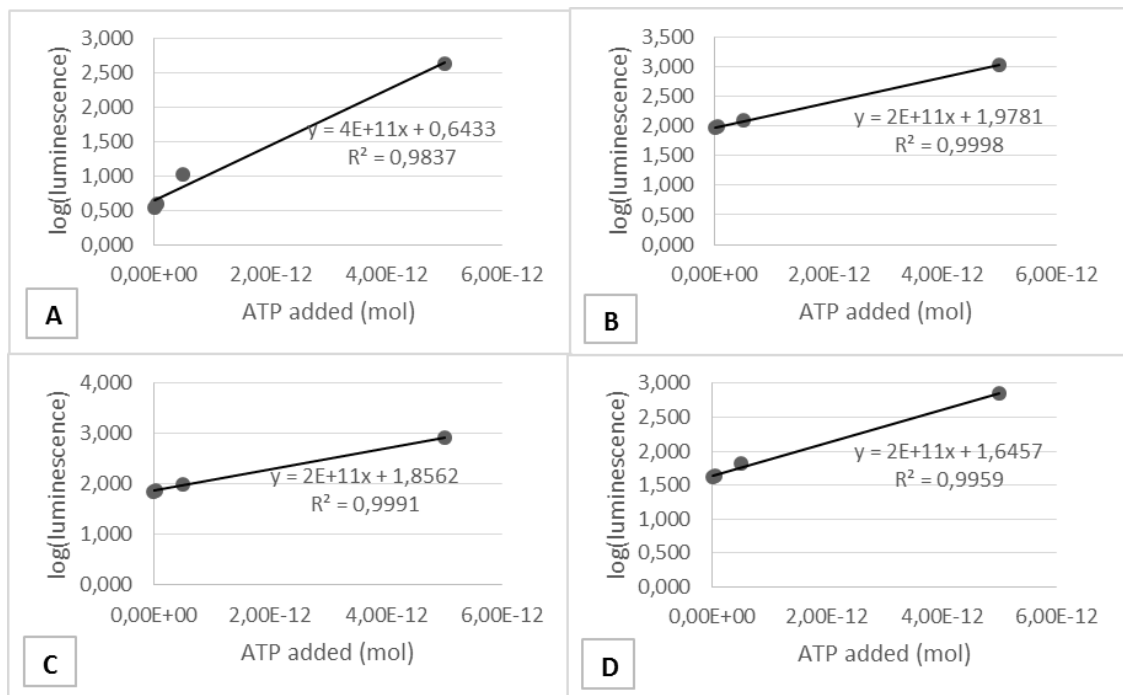 3,000
2,500
2,000
1,500
1,000
0,500
0,000
log(luminescence)
y = 4E+11x + 0,6433
R² = 0,9837
0,00E+00 2,00E-12 4,00E-12 6,00E-12
ATP added (mol)
A
3,500
3,000
2,500
2,000
1,500
1,000
0,500
0,000
log(luminescence)
y = 2E+11x + 1,9781
R² = 0,9998
0,00E+00 2,00E-12 4,00E-12 6,00E-12
ATP added (mol)
B
4,000
3,000
2,000
1,000
0,000
log(luminescence)
y = 2E+11x + 1,8562
R² = 0,9991
0,00E+00 2,00E-12 4,00E-12 6,00E-12
ATP added (mol)
C
3,000
2,500
2,000
1,500
1,000
0,500
0,000
log(luminescence)
y = 2E+11x + 1,6457
R² = 0,9959
0,00E+00 2,00E-12 4,00E-12 6,00E-12
ATP added (mol)
D